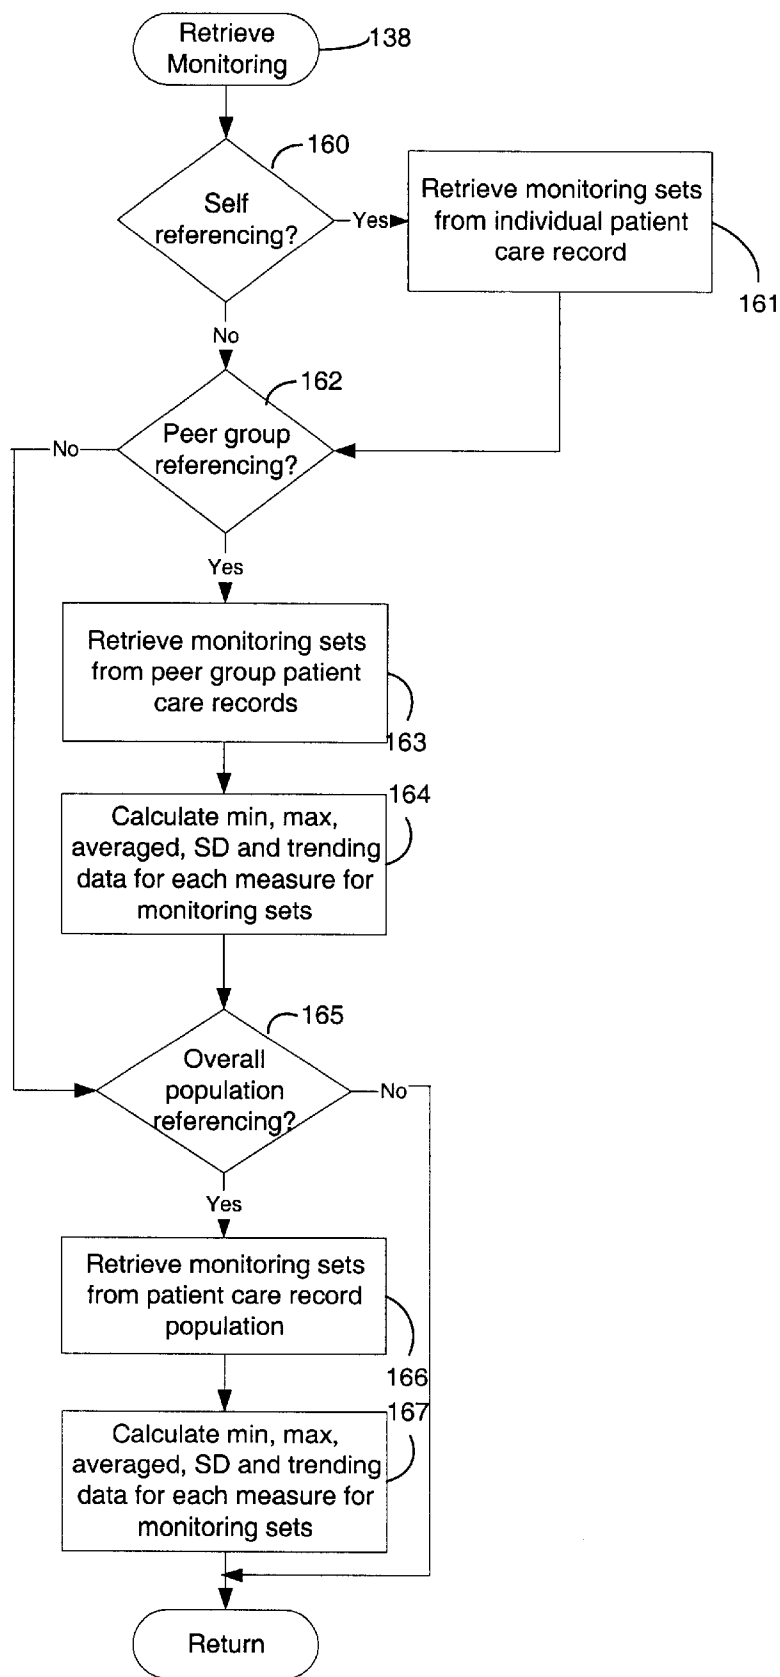 Retrieve
Monitoring
138
160
Self
referencing?
Yes
Retrieve monitoring sets
from individual patient
care record
161
No
162
Peer group
referencing?
No
Yes
Retrieve monitoring sets
from peer group patient
care records
163
164
Calculate min, max,
averaged, SD and trending
data for each measure for
monitoring sets
165
Overall
population
referencing?
No
Yes
Retrieve monitoring sets
from patient care record
population
166
167
Calculate min, max,
averaged, SD and trending
data for each measure for
monitoring sets
Return